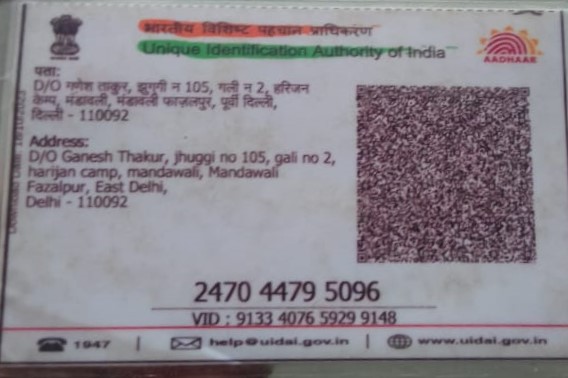 भारतीय विशिष्ट पहचान प्राधिकरण
Unique Identification Authority of India
AADHAAR
पता:
D/O गणेश ठाकुर, झुग्गी न 105, गली न 2, हरिजन
केम्प, मंडावली, मंडावली फाज़लपुर, पूर्वी दिल्ली,
दिल्ली - 110092
Address:
D/O Ganesh Thakur, jhuggi no 105, gali no 2,
harijan camp, mandawali, Mandawali
Fazalpur, East Delhi,
Delhi - 110092
2470 4479 5096
VID : 9133 4076 5929 9148
1947 | help@uidai.gov.in | www.uidai.gov.in